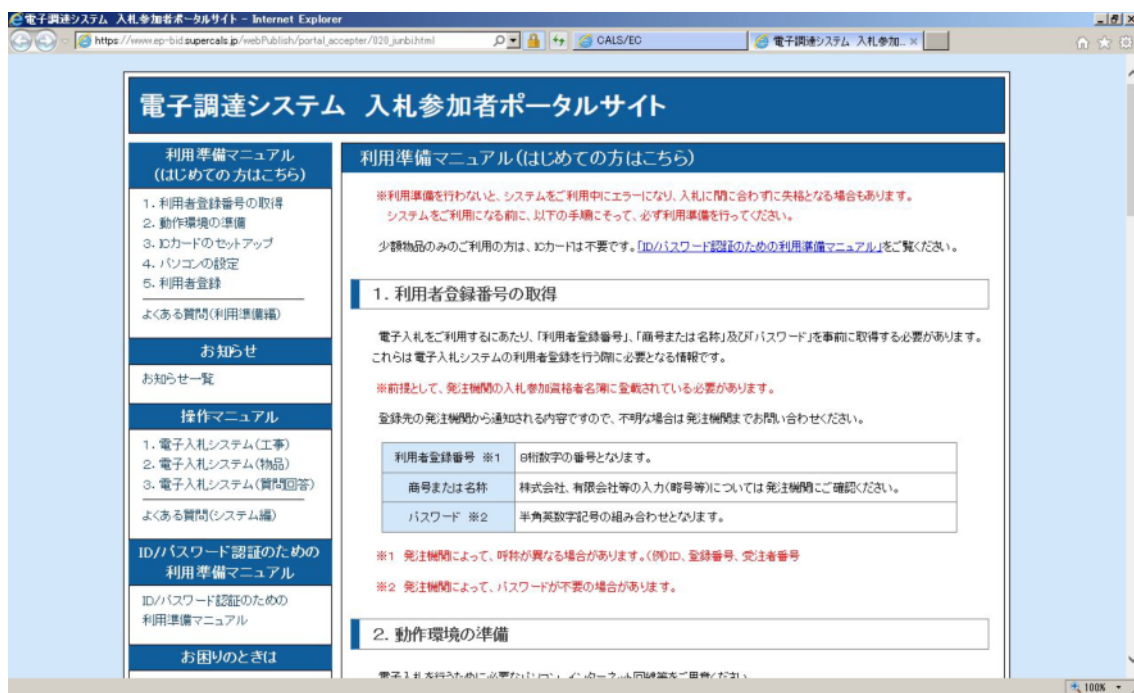 電子調達システム 入札参加者ポータルサイト - Internet Explorer
https://www.ep-bid.supercals.jp/webPublish/portal_accepter/020_junbi.html
CALS/EC
電子調達システム 入札参加...
電子調達システム 入札参加者ポータルサイト
利用準備マニュアル
(はじめての方はこちら)
1. 利用者登録番号の取得
2. 動作環境の準備
3. ICカードのセットアップ
4. パソコンの設定
5. 利用者登録
よくある質問(利用準備編)
お知らせ
お知らせ一覧
操作マニュアル
1. 電子入札システム(工事)
2. 電子入札システム(物品)
3. 電子入札システム(質問回答)
よくある質問(システム編)
ID/パスワード認証のための
利用準備マニュアル
ID/パスワード認証のための
利用準備マニュアル
お困りのときは
利用準備マニュアル(はじめての方はこちら)
※利用準備を行わないと、システムをご利用中にエラーになり、入札に間に合わずに失格となる場合もあります。
システムをご利用になる前に、以下の手順にそって、必ず利用準備を行ってください。
少額物品のみのご利用の方は、ICカードは不要です。「ID/パスワード認証のための利用準備マニュアル」をご覧ください。
1. 利用者登録番号の取得
電子入札をご利用するにあたり、「利用者登録番号」、「商号または名称」及び「パスワード」を事前に取得する必要があります。
これらは電子入札システムの利用者登録を行う際に必要となる情報です。
※前提として、発注機関の入札参加資格者名簿に登載されている必要があります。
登録先の発注機関から通知される内容ですので、不明な場合は発注機関までお問い合わせください。
利用者登録番号 ※1 8桁数字の番号となります。
商号または名称 株式会社、有限会社等の入力(略号等)については発注機関にご確認ください。
パスワード ※2 半角英数字記号の組み合わせとなります。
※1 発注機関によって、呼称が異なる場合があります。(例)ID、登録番号、受注者番号
※2 発注機関によって、パスワードが不要の場合があります。
2. 動作環境の準備
電子入札を行うために必要なパソコン、インターネット回線等をご用意ください。
100%